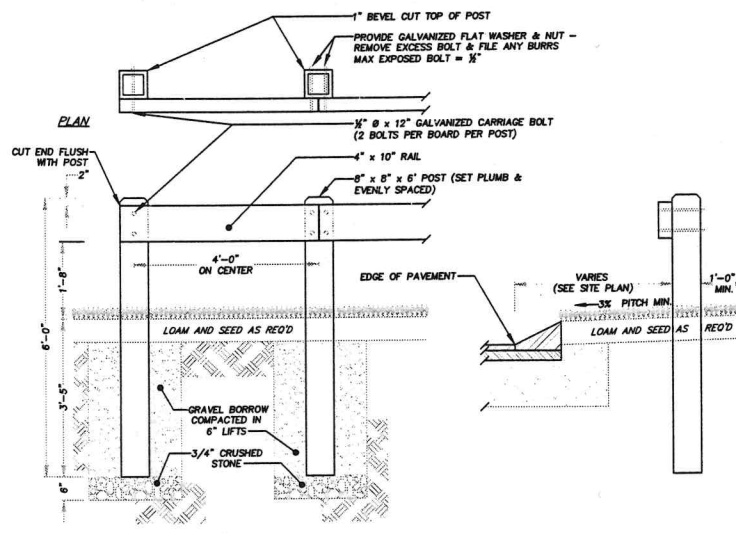 1" BEVEL CUT TOP OF POST
PROVIDE GALVANIZED FLAT WASHER & NUT –
REMOVE EXCESS BOLT & FILE ANY BURRS
MAX EXPOSED BOLT = ½"
PLAN
½" Ø x 12" GALVANIZED CARRIAGE BOLT
(2 BOLTS PER BOARD PER POST)
CUT END FLUSH
WITH POST
4" x 10" RAIL
2"
8" x 8" x 6' POST (SET PLUMB &
EVENLY SPACED)
4'-0"
ON CENTER
1'-8"
6'-0"
3'-5"
6"
EDGE OF PAVEMENT
VARIES
(SEE SITE PLAN)
1'-0"
MIN.
3% PITCH MIN.
LOAM AND SEED AS REQ'D
LOAM AND SEED AS REQ'D
GRAVEL BORROW
COMPACTED IN
6" LIFTS
3/4" CRUSHED
STONE